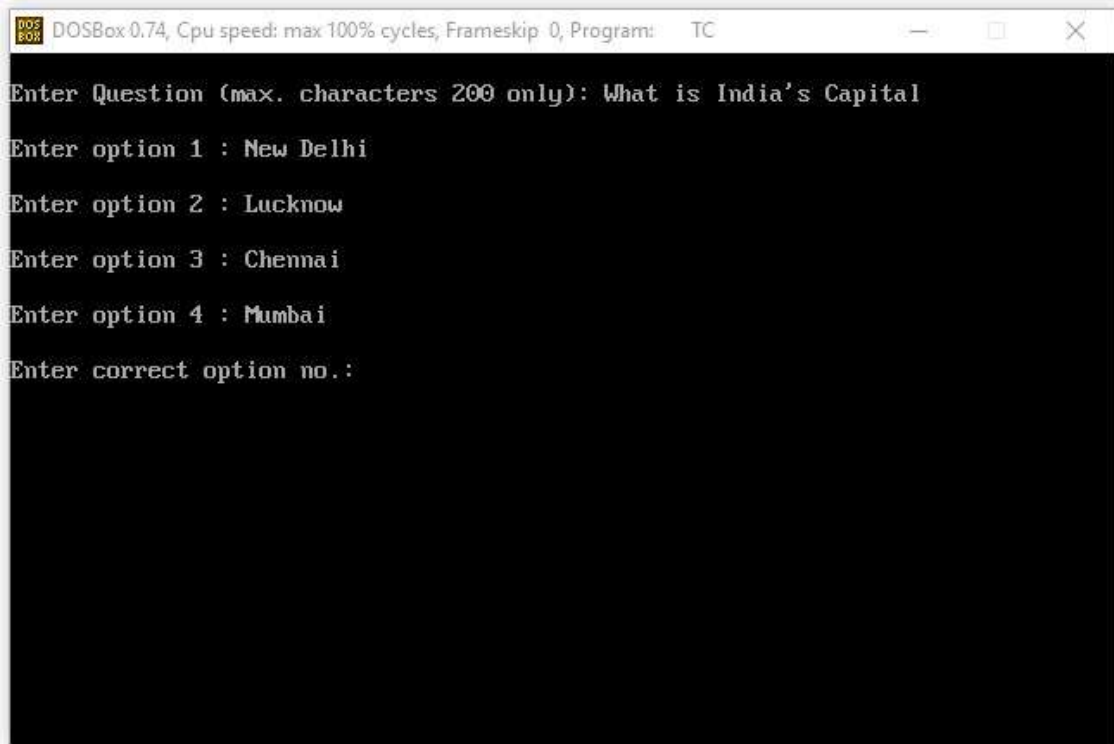 DOS BOX DOSBox 0.74, Cpu speed: max 100% cycles, Frameskip 0, Program: TC
Enter Question (max. characters 200 only): What is India's Capital
Enter option 1 : New Delhi
Enter option 2 : Lucknow
Enter option 3 : Chennai
Enter option 4 : Mumbai
Enter correct option no.: